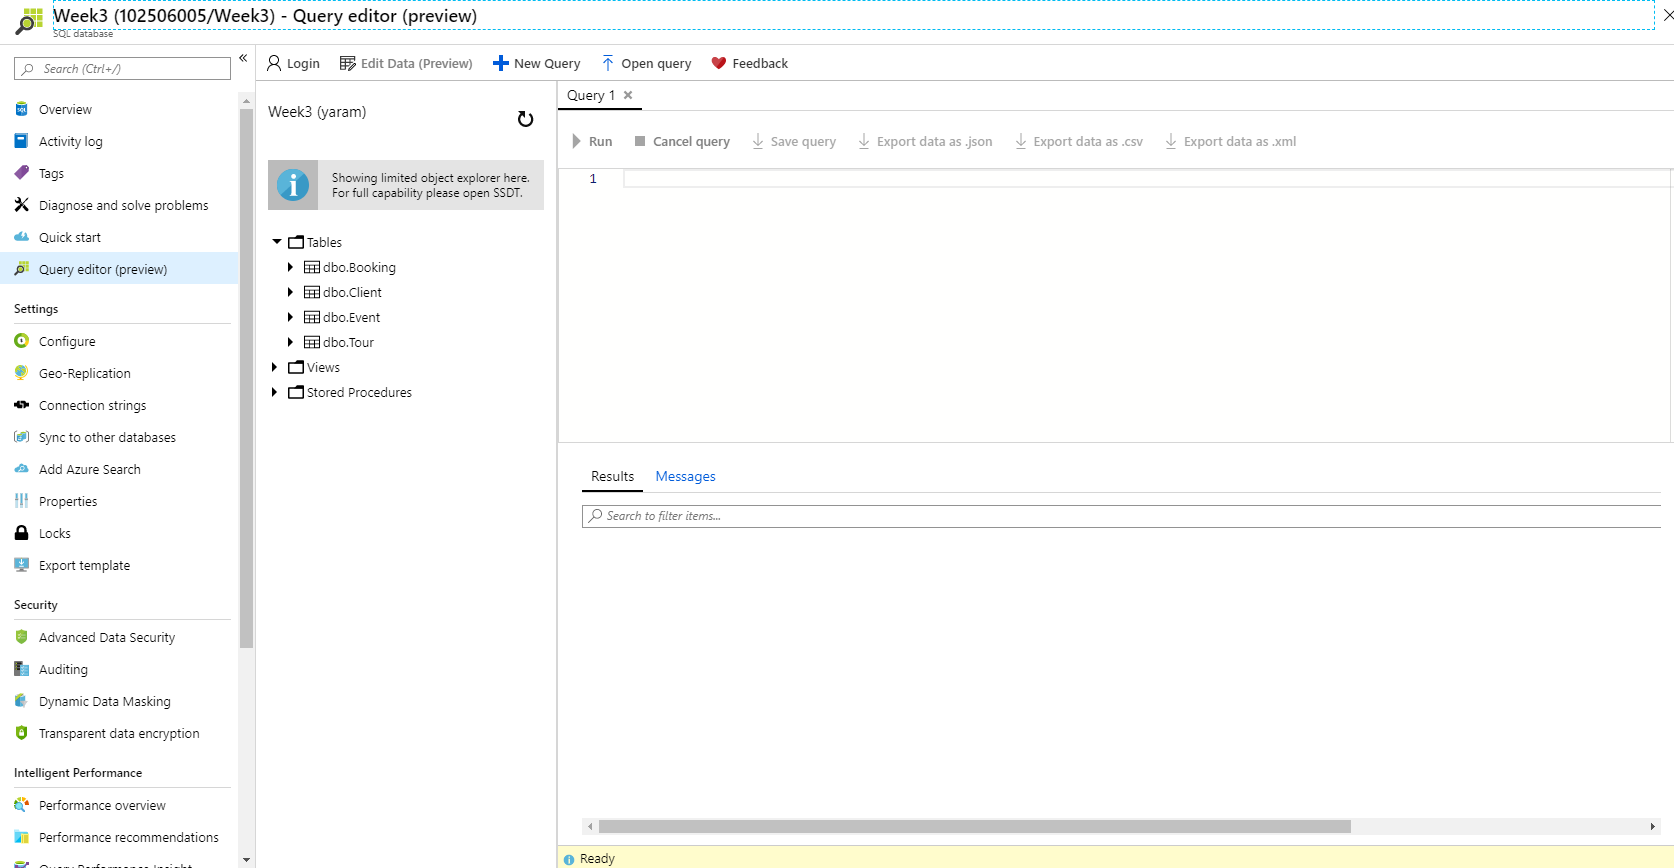 Week3 (102506005/Week3) - Query editor (preview)
SQL database
Search (Ctrl+/)
«
Overview
Activity log
Tags
Diagnose and solve problems
Quick start
Query editor (preview)
Settings
Configure
Geo-Replication
Connection strings
Sync to other databases
Add Azure Search
Properties
Locks
Export template
Security
Advanced Data Security
Auditing
Dynamic Data Masking
Transparent data encryption
Intelligent Performance
Performance overview
Performance recommendations
Query Performance Insight
Login Edit Data (Preview) New Query Open query Feedback
Week3 (yaram)
Showing limited object explorer here.
For full capability please open SSDT.
Tables
dbo.Booking
dbo.Client
dbo.Event
dbo.Tour
Views
Stored Procedures
Query 1
Run Cancel query Save query Export data as .json Export data as .csv Export data as .xml
1
Results Messages
Search to filter items...
Ready